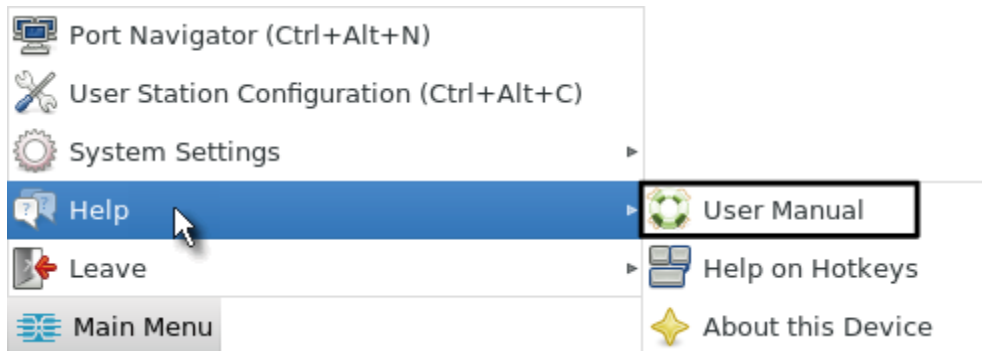 Port Navigator (Ctrl+Alt+N)
User Station Configuration (Ctrl+Alt+C)
System Settings
Help
User Manual
Leave
Help on Hotkeys
Main Menu
About this Device